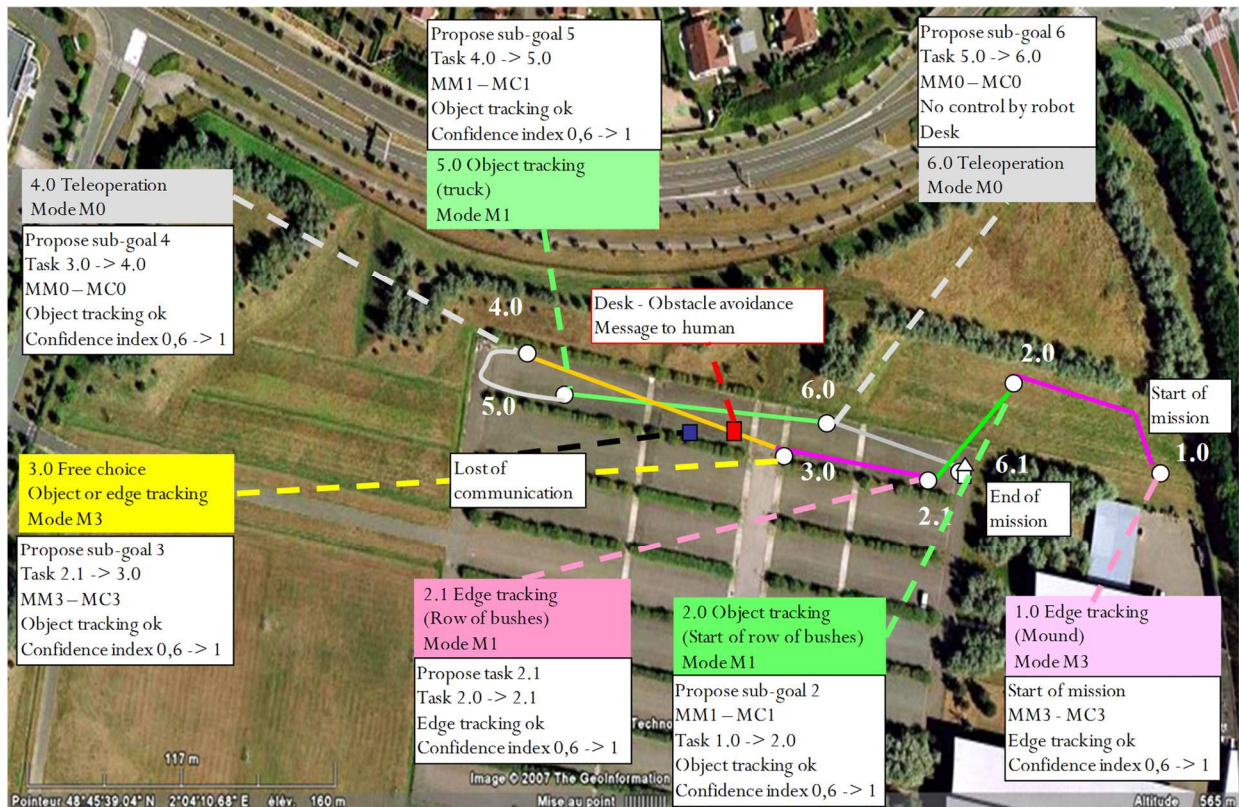 Propose sub-goal 5
Task 4.0 -> 5.0
MM1 – MC1
Object tracking ok
Confidence index 0,6 -> 1
5.0 Object tracking
(truck)
Mode M1
Propose sub-goal 6
Task 5.0 -> 6.0
MM0 – MC0
No control by robot
Desk
6.0 Teleoperation
Mode M0
4.0 Teleoperation
Mode M0
Propose sub-goal 4
Task 3.0 -> 4.0
MM0 – MC0
Object tracking ok
Confidence index 0,6 -> 1
Desk - Obstacle avoidance
Message to human
4.0
5.0
6.0
2.0
Start of
mission
1.0
3.0
2.1
6.1
End of
mission
Lost of
communication
3.0 Free choice
Object or edge tracking
Mode M3
Propose sub-goal 3
Task 2.1 -> 3.0
MM3 – MC3
Object tracking ok
Confidence index 0,6 -> 1
2.1 Edge tracking
(Row of bushes)
Mode M1
Propose task 2.1
Task 2.0 -> 2.1
Edge tracking ok
Confidence index 0,6 -> 1
2.0 Object tracking
(Start of row of bushes)
Mode M1
Propose sub-goal 2
MM1 – MC1
Task 1.0 -> 2.0
Object tracking ok
Confidence index 0,6 -> 1
1.0 Edge tracking
(Mound)
Mode M3
Start of mission
MM3 - MC3
Edge tracking ok
Confidence index 0,6 -> 1
117 m
Techno
Image © 2007 The GeoInformation
Pointeur 48°45'39.04" N 2°04'10.68" E élév. 160 m
Mise au point
Altitude 565 m